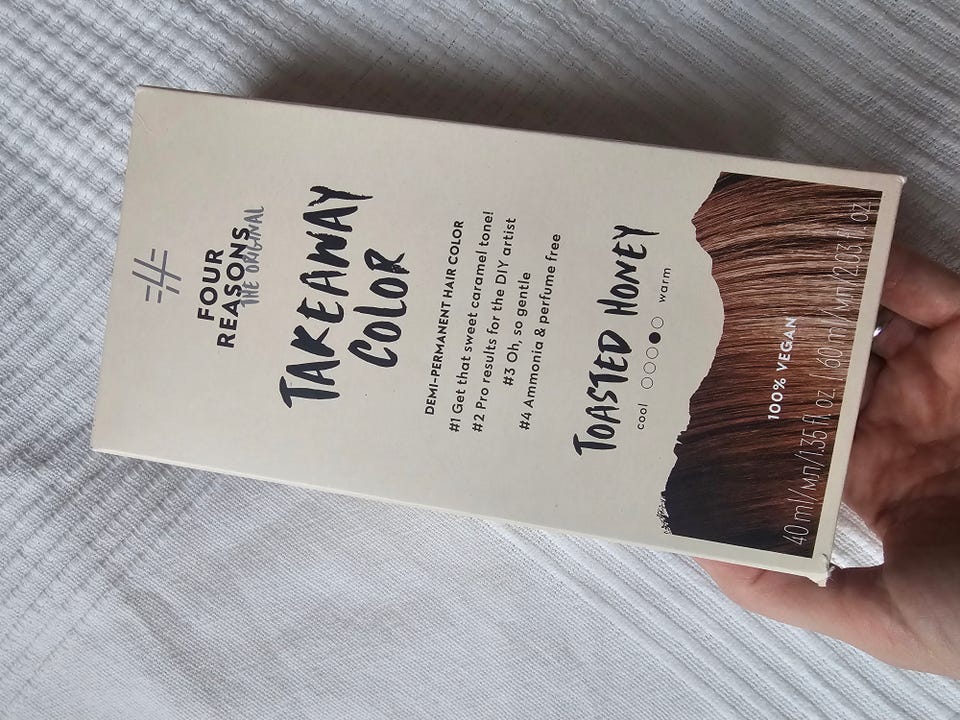 FOUR
REASONS
THE ORIGINAL
TAKEAWAY
COLOR
DEMI-PERMANENT HAIR COLOR
#1 Get that sweet caramel tone!
#2 Pro results for the DIY artist
#3 Oh, so gentle
#4 Ammonia & perfume free
TOASTED HONEY
cool warm
100% VEGAN
40 ml/мл/1.35 fl. oz. | 60 ml/мл/2.03 fl. oz